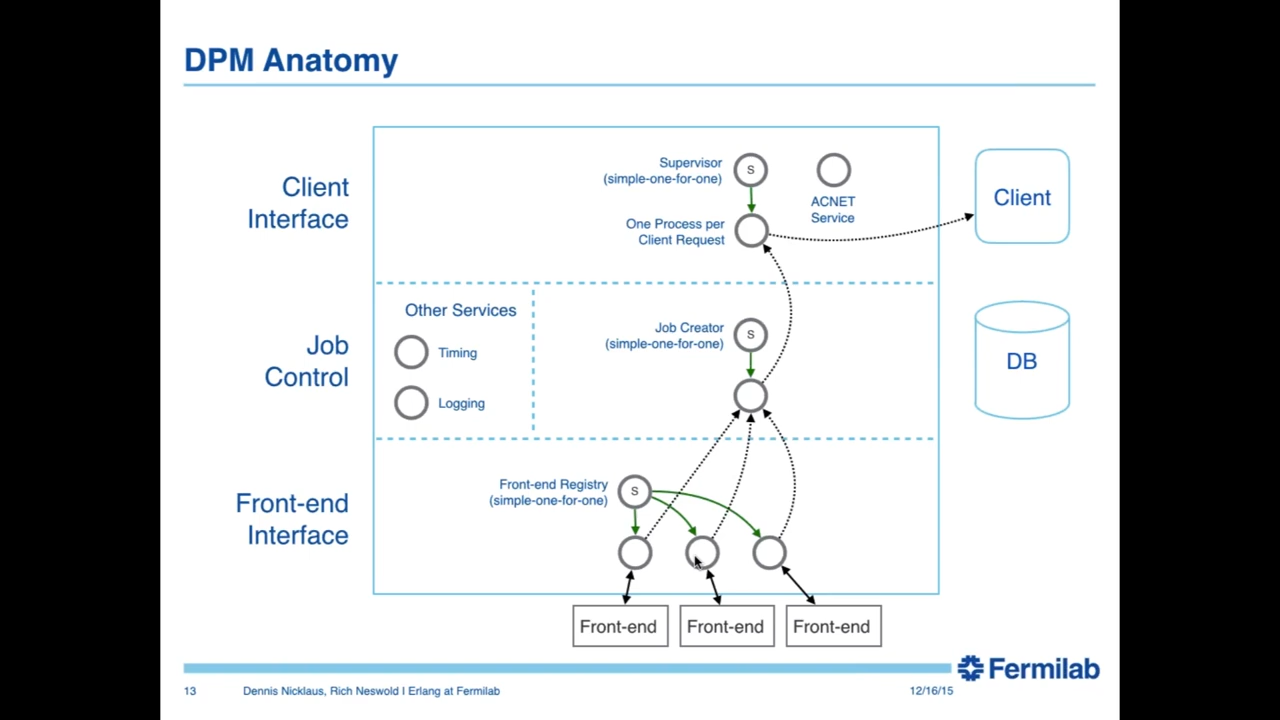 DPM Anatomy
Client
Interface
Supervisor
(simple-one-for-one)
S
ACNET
Service
One Process per
Client Request
Client
Other Services
Timing
Logging
Job
Control
Job Creator
(simple-one-for-one)
S
DB
Front-end
Interface
Front-end Registry
(simple-one-for-one)
S
Front-end
Front-end
Front-end
Fermilab
13
Dennis Nicklaus, Rich Neswold I Erlang at Fermilab
12/16/15